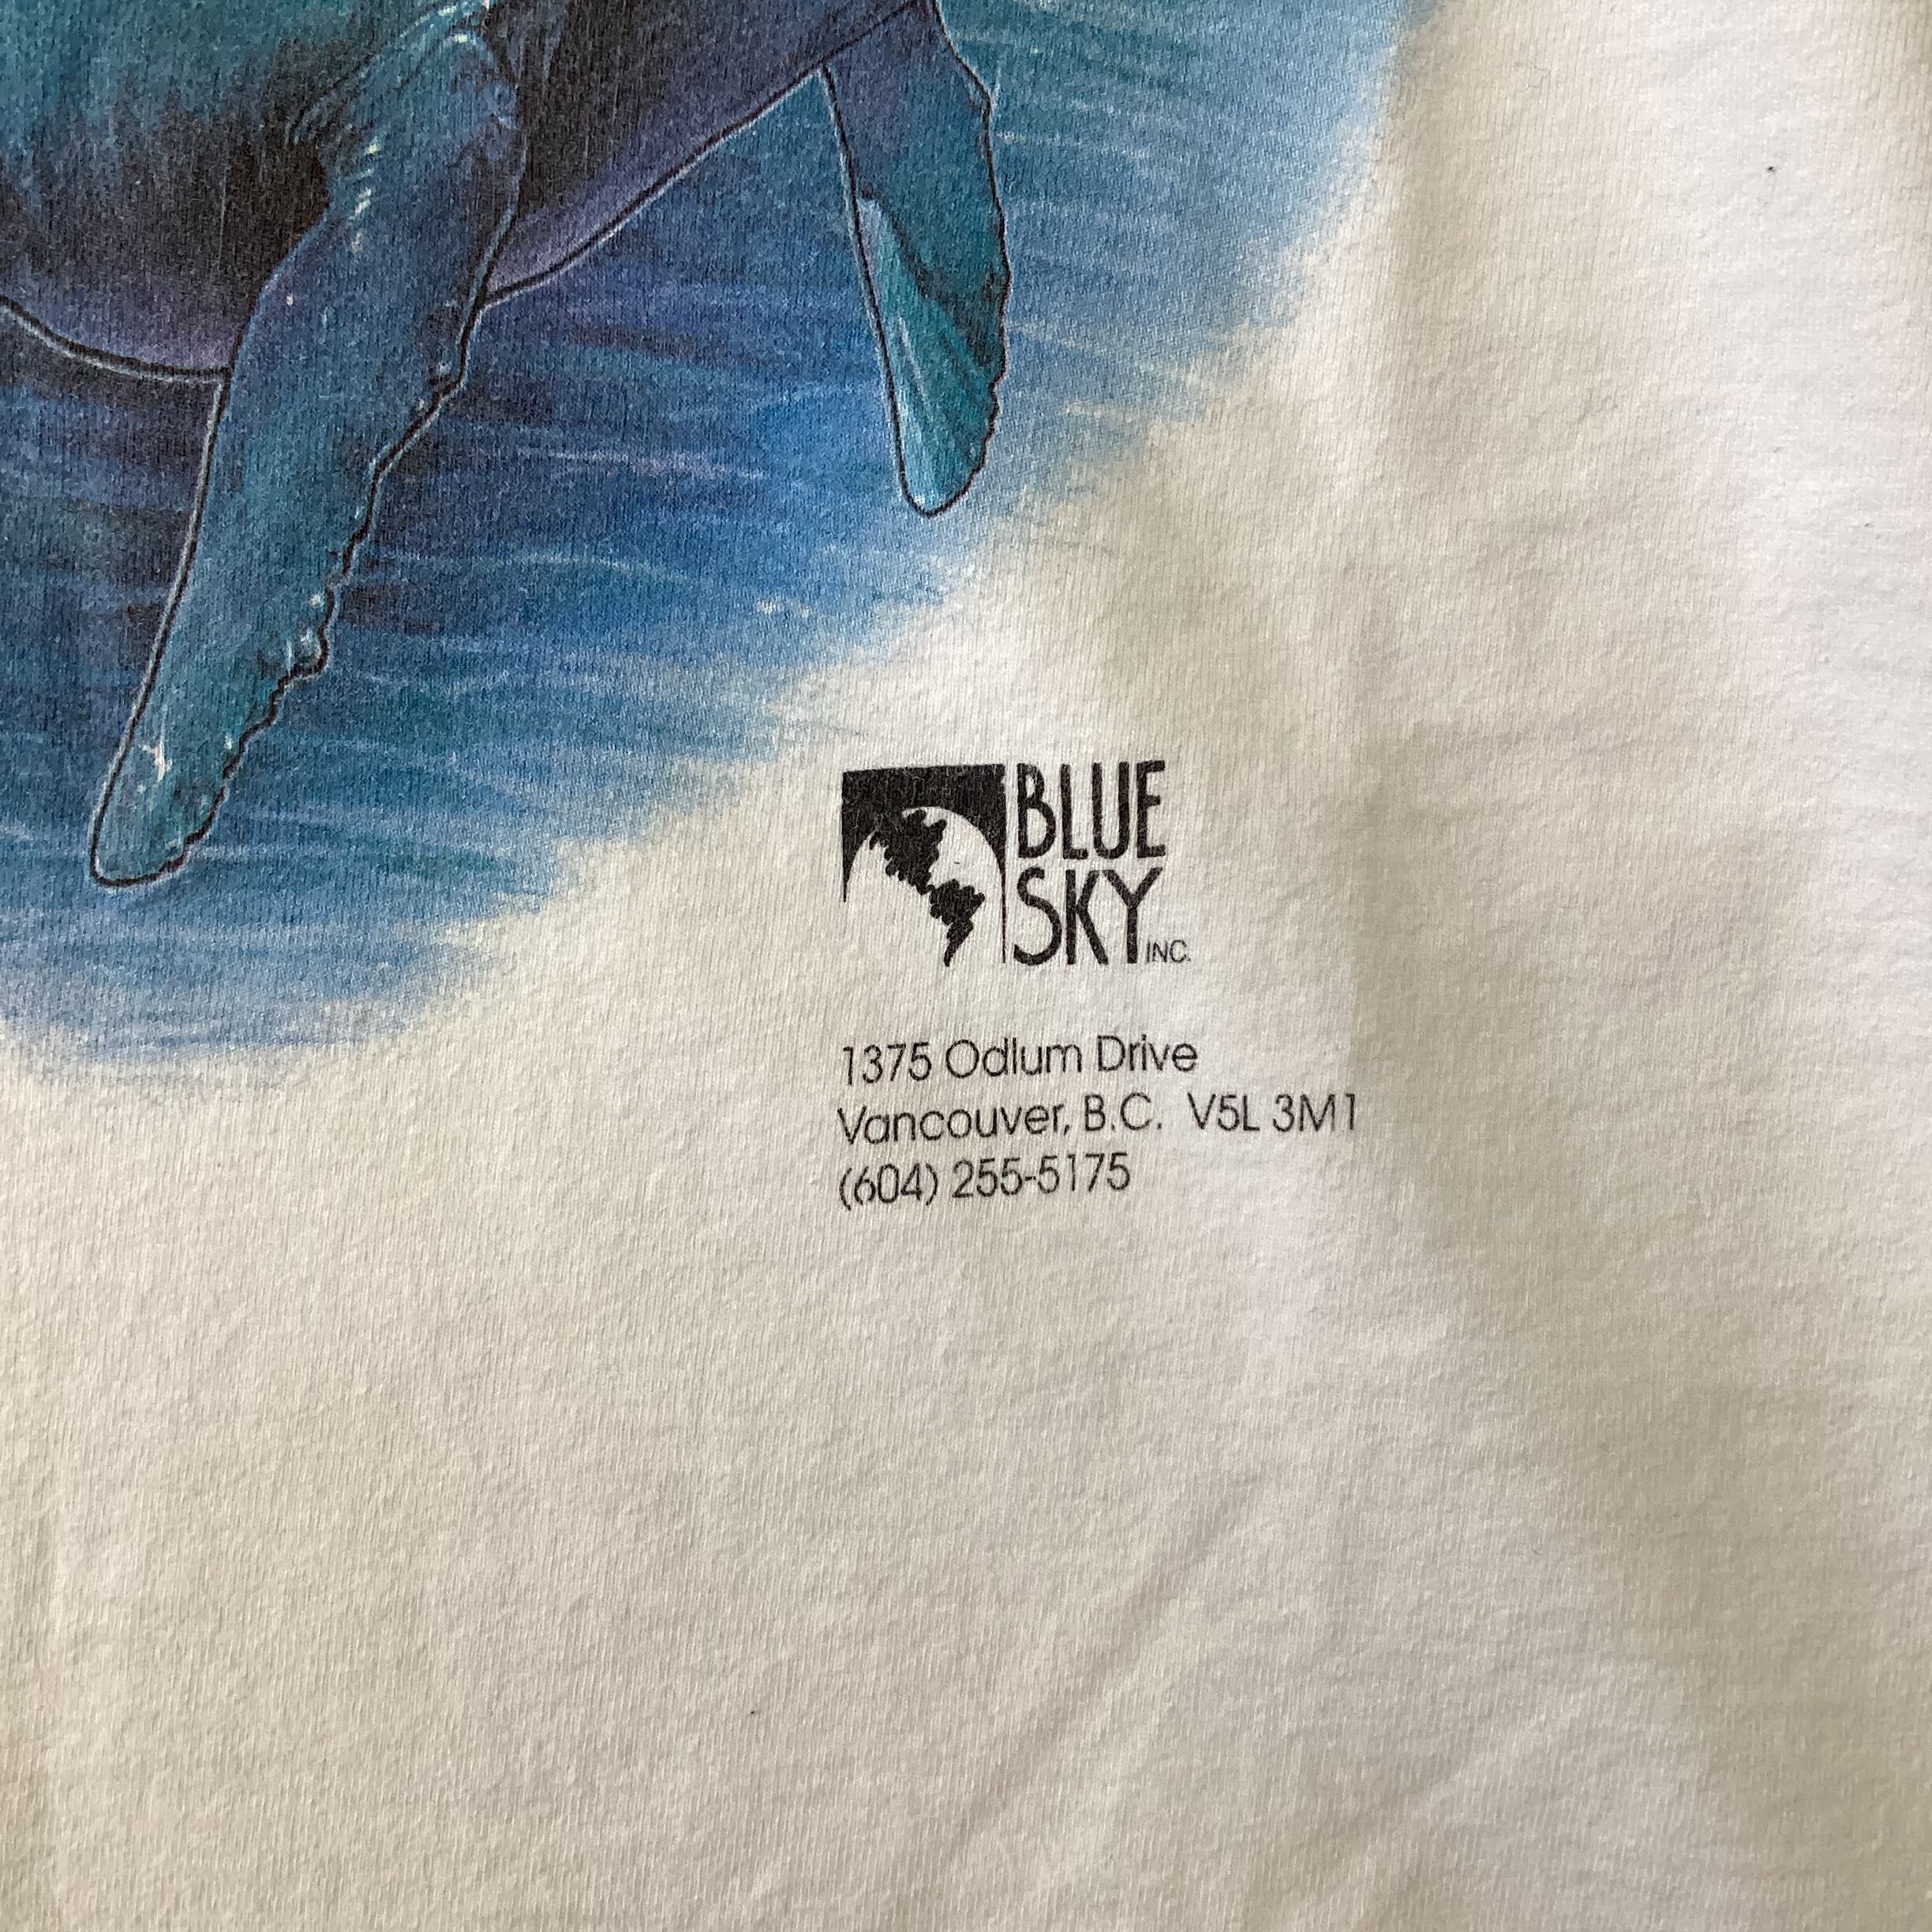 BLUE
SKY INC.
1375 Odlum Drive
Vancouver, B.C. V5L 3M1
(604) 255-5175